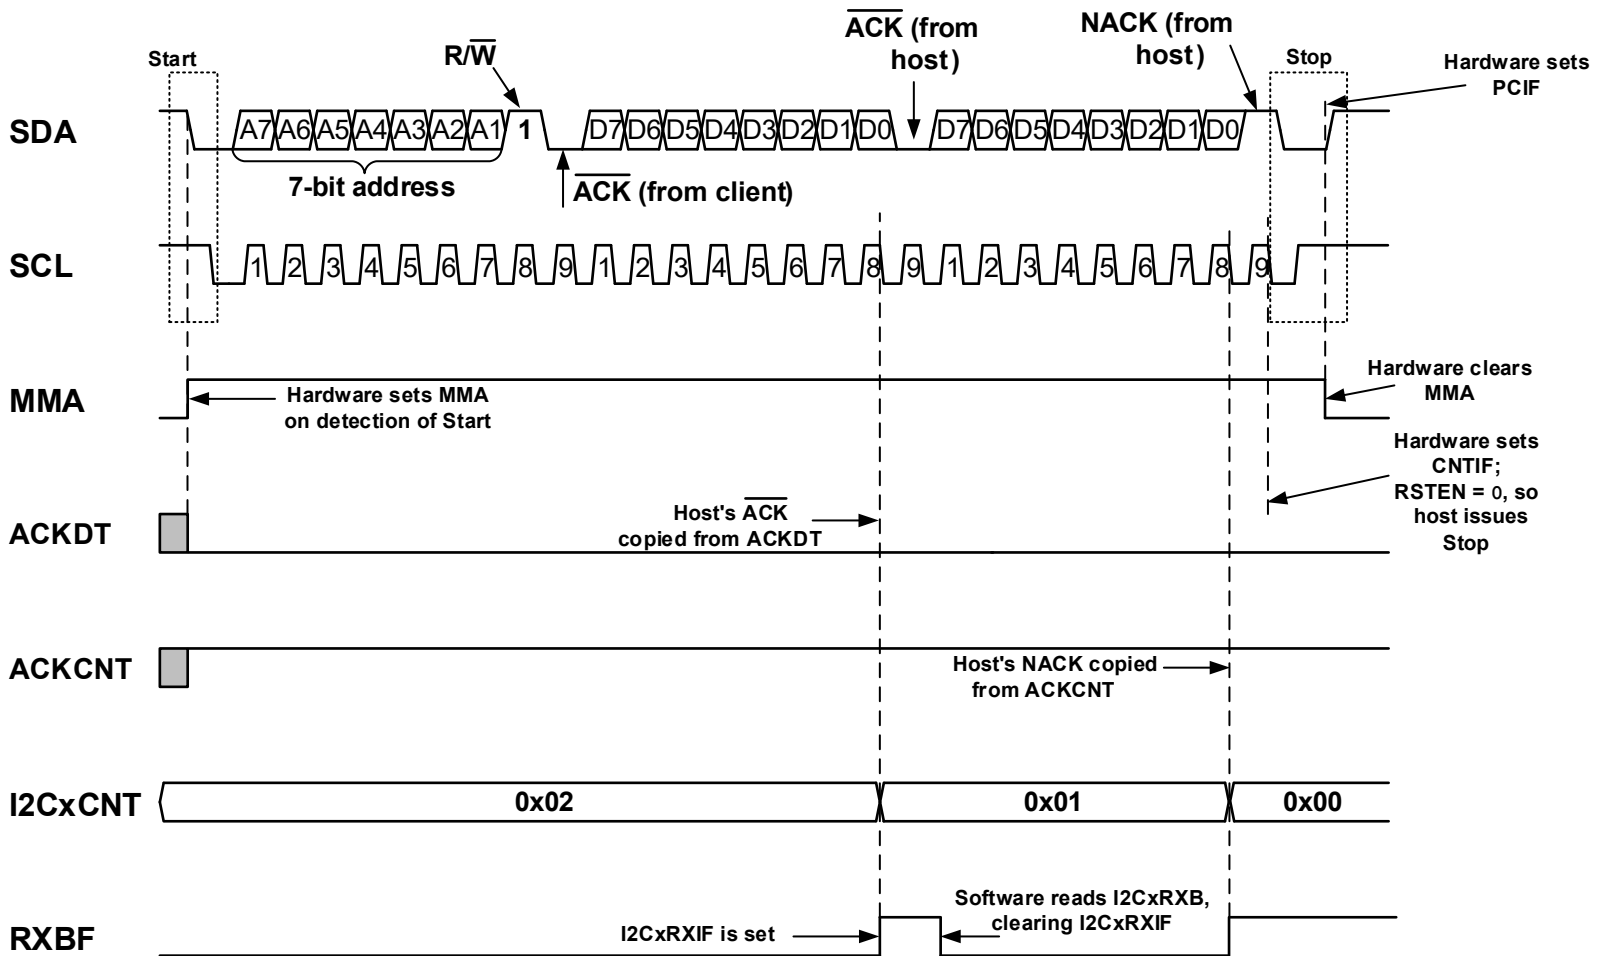 Start
R/W
ACK (from
host)
NACK (from
host)
Stop
Hardware sets
PCIF
SDA
A7 A6 A5 A4 A3 A2 A1 1 D7 D6 D5 D4 D3 D2 D1 D0 D7 D6 D5 D4 D3 D2 D1 D0
7-bit address
ACK (from client)
SCL
1 2 3 4 5 6 7 8 9 1 2 3 4 5 6 7 8 9 1 2 3 4 5 6 7 8 9
MMA
Hardware sets MMA
on detection of Start
Hardware clears
MMA
Hardware sets
CNTIF;
RSTEN = 0, so
host issues
Stop
ACKDT
Host's ACK
copied from ACKDT
ACKCNT
Host's NACK copied
from ACKCNT
I2CxCNT
0x02 0x01 0x00
RXBF
I2CxRXIF is set
Software reads I2CxRXB,
clearing I2CxRXIF